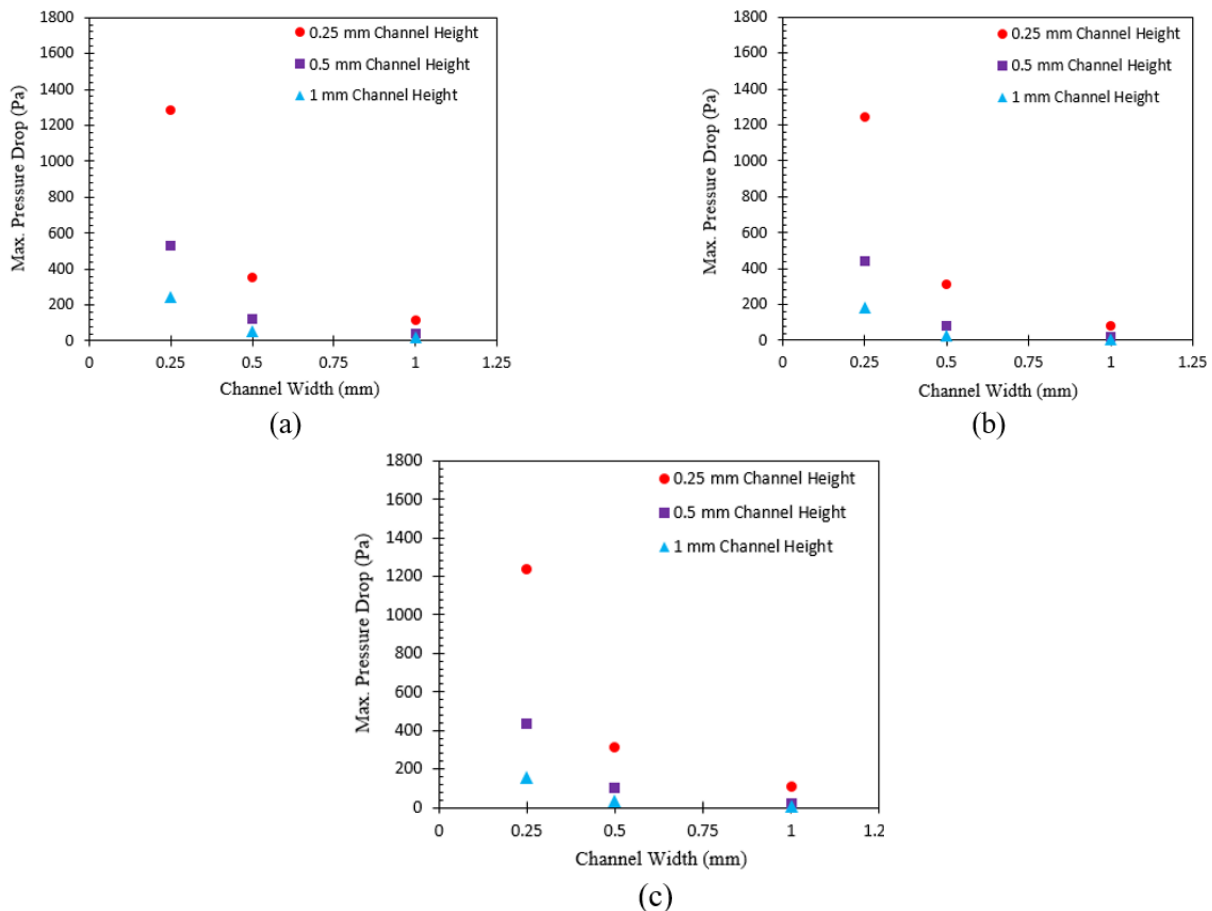 1800
1600
1400
1200
1000
800
600
400
200
0
0 0.25 0.5 0.75 1 1.25
Max. Pressure Drop (Pa)
Channel Width (mm)
0.25 mm Channel Height
0.5 mm Channel Height
1 mm Channel Height
(a)
1800
1600
1400
1200
1000
800
600
400
200
0
0 0.25 0.5 0.75 1 1.25
Max. Pressure Drop (Pa)
Channel Width (mm)
0.25 mm Channel Height
0.5 mm Channel Height
1 mm Channel Height
(b)
1800
1600
1400
1200
1000
800
600
400
200
0
0 0.25 0.5 0.75 1 1.2
Max. Pressure Drop (Pa)
Channel Width (mm)
0.25 mm Channel Height
0.5 mm Channel Height
1 mm Channel Height
(c)